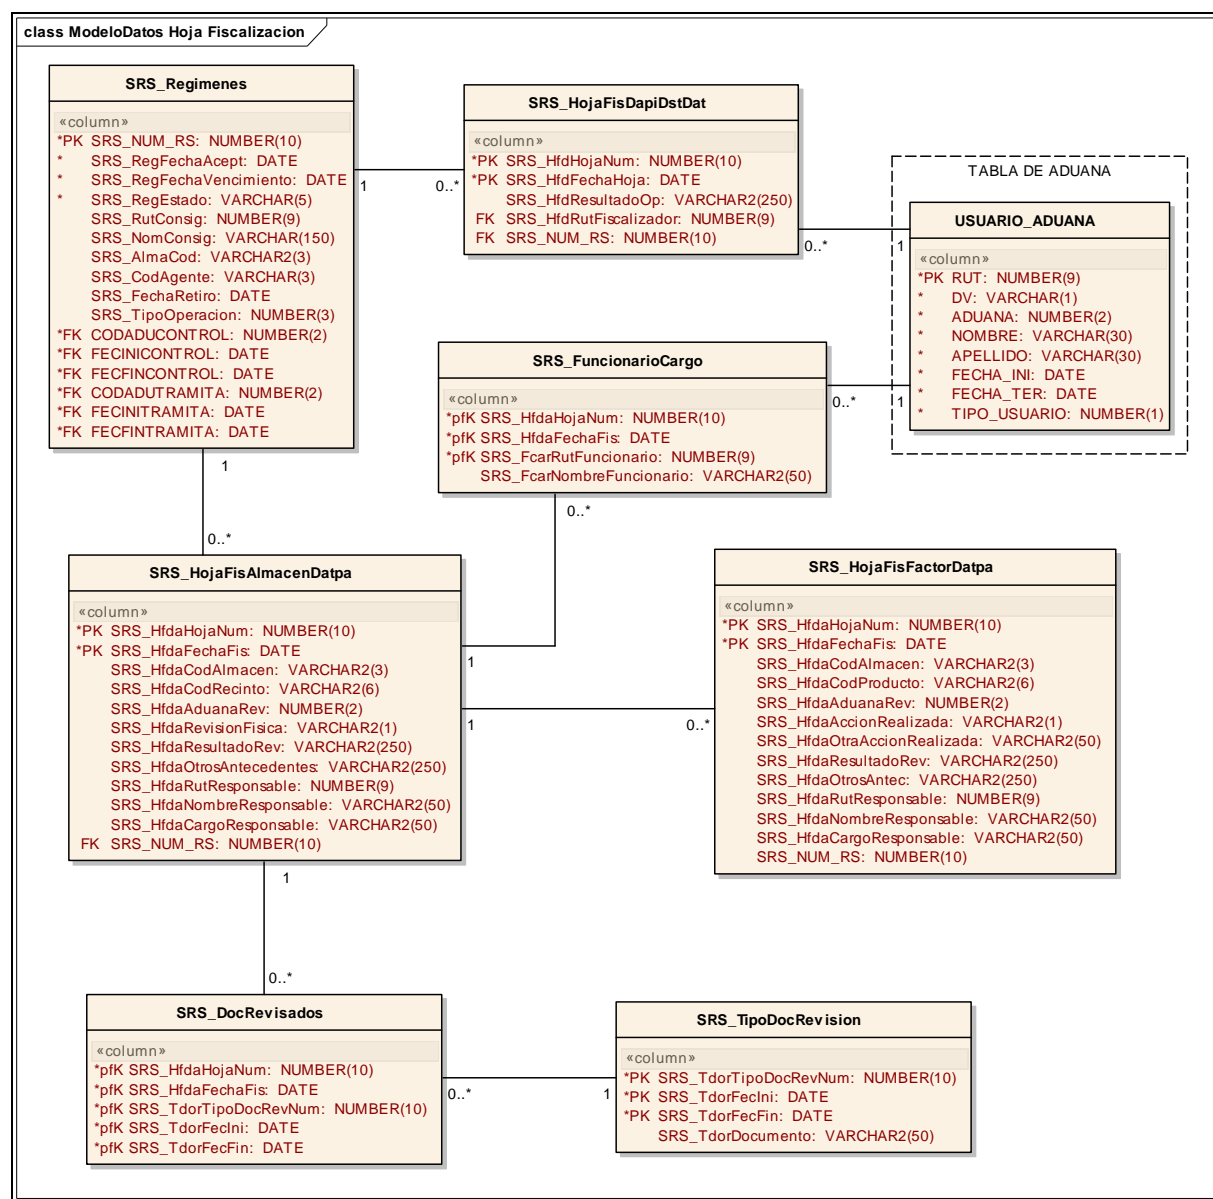 class ModeloDatos Hoja Fiscalizacion
SRS_Regimenes
«column»
*PK SRS_NUM_RS: NUMBER(10)
* SRS_RegFechaAcept: DATE
* SRS_RegFechaVencimiento: DATE
* SRS_RegEstado: VARCHAR(5)
SRS_RutConsig: NUMBER(9)
SRS_NomConsig: VARCHAR(150)
SRS_AlmaCod: VARCHAR2(3)
SRS_CodAgente: VARCHAR(3)
SRS_FechaRetiro: DATE
SRS_TipoOperacion: NUMBER(3)
*FK CODADUCONTROL: NUMBER(2)
*FK FECINICONTROL: DATE
*FK FECFINCONTROL: DATE
*FK CODADUTRAMITA: NUMBER(2)
*FK FECINITRAMITA: DATE
*FK FECFINTRAMITA: DATE
1
0..*
SRS_HojaFisDapiDstDat
«column»
*PK SRS_HfdHojaNum: NUMBER(10)
*PK SRS_HfdFechaHoja: DATE
SRS_HfdResultadoOp: VARCHAR2(250)
FK SRS_HfdRutFiscalizador: NUMBER(9)
FK SRS_NUM_RS: NUMBER(10)
0..*
1
TABLA DE ADUANA
USUARIO_ADUANA
«column»
*PK RUT: NUMBER(9)
* DV: VARCHAR(1)
* ADUANA: NUMBER(2)
* NOMBRE: VARCHAR(30)
* APELLIDO: VARCHAR(30)
* FECHA_INI: DATE
* FECHA_TER: DATE
* TIPO_USUARIO: NUMBER(1)
SRS_FuncionarioCargo
«column»
*pfK SRS_HfdaHojaNum: NUMBER(10)
*pfK SRS_HfdaFechaFis: DATE
*pfK SRS_FcarRutFuncionario: NUMBER(9)
SRS_FcarNombreFuncionario: VARCHAR2(50)
0..*
1
1
0..*
0..*
1
SRS_HojaFisAlmacenDatpa
«column»
*PK SRS_HfdaHojaNum: NUMBER(10)
*PK SRS_HfdaFechaFis: DATE
SRS_HfdaCodAlmacen: VARCHAR2(3)
SRS_HfdaCodRecinto: VARCHAR2(6)
SRS_HfdaAduanaRev: NUMBER(2)
SRS_HfdaRevisionFisica: VARCHAR2(1)
SRS_HfdaResultadoRev: VARCHAR2(250)
SRS_HfdaOtrosAntecedentes: VARCHAR2(250)
SRS_HfdaRutResponsable: NUMBER(9)
SRS_HfdaNombreResponsable: VARCHAR2(50)
SRS_HfdaCargoResponsable: VARCHAR2(50)
FK SRS_NUM_RS: NUMBER(10)
1
0..*
SRS_HojaFisFactorDatpa
«column»
*PK SRS_HfdaHojaNum: NUMBER(10)
*PK SRS_HfdaFechaFis: DATE
SRS_HfdaCodAlmacen: VARCHAR2(3)
SRS_HfdaCodProducto: VARCHAR2(6)
SRS_HfdaAduanaRev: NUMBER(2)
SRS_HfdaAccionRealizada: VARCHAR2(1)
SRS_HfdaOtraAccionRealizada: VARCHAR2(50)
SRS_HfdaResultadoRev: VARCHAR2(250)
SRS_HfdaOtrosAntec: VARCHAR2(250)
SRS_HfdaRutResponsable: NUMBER(9)
SRS_HfdaNombreResponsable: VARCHAR2(50)
SRS_HfdaCargoResponsable: VARCHAR2(50)
SRS_NUM_RS: NUMBER(10)
1
0..*
SRS_DocRevisados
«column»
*pfK SRS_HfdaHojaNum: NUMBER(10)
*pfK SRS_HfdaFechaFis: DATE
*pfK SRS_TdorTipoDocRevNum: NUMBER(10)
*pfK SRS_TdorFecIni: DATE
*pfK SRS_TdorFecFin: DATE
0..*
1
SRS_TipoDocRevision
«column»
*PK SRS_TdorTipoDocRevNum: NUMBER(10)
*PK SRS_TdorFecIni: DATE
*PK SRS_TdorFecFin: DATE
SRS_TdorDocumento: VARCHAR2(50)